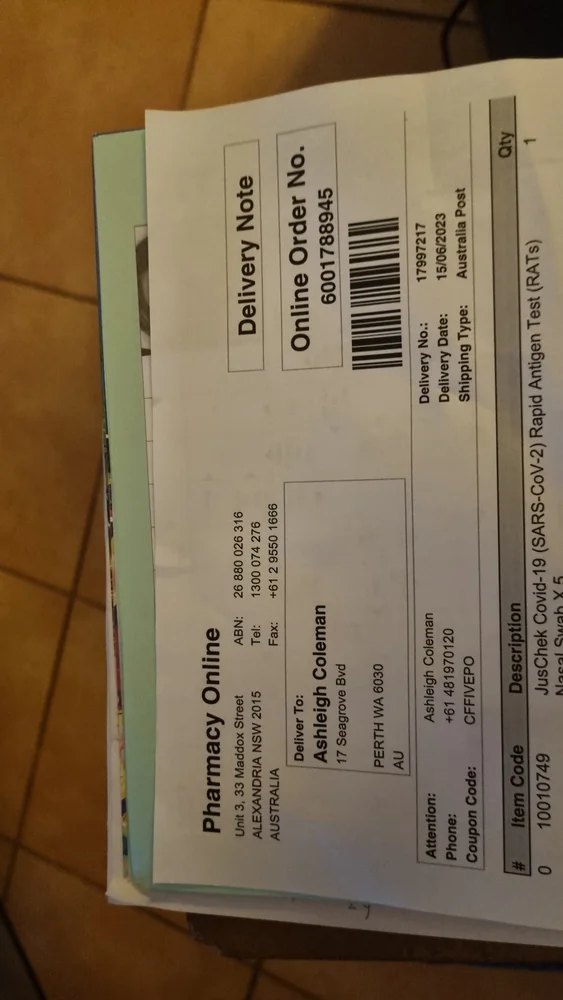 Pharmacy Online
Unit 3, 33 Maddox Street
ALEXANDRIA NSW 2015
AUSTRALIA
ABN: 26 880 026 316
Tel: 1300 074 276
Fax: +61 2 9550 1666
Delivery Note
Online Order No.
6001788945
Deliver To:
Ashleigh Coleman
17 Seagrove Bvd
PERTH WA 6030
AU
Attention: Ashleigh Coleman
Phone: +61 481970120
Coupon Code: CFFIVEPO
Delivery No.: 17997217
Delivery Date: 15/06/2023
Shipping Type: Australia Post
# Item Code Description Qty
0 10010749 JusChek Covid-19 (SARS-CoV-2) Rapid Antigen Test (RATs) 1
Nasal Swab X 5